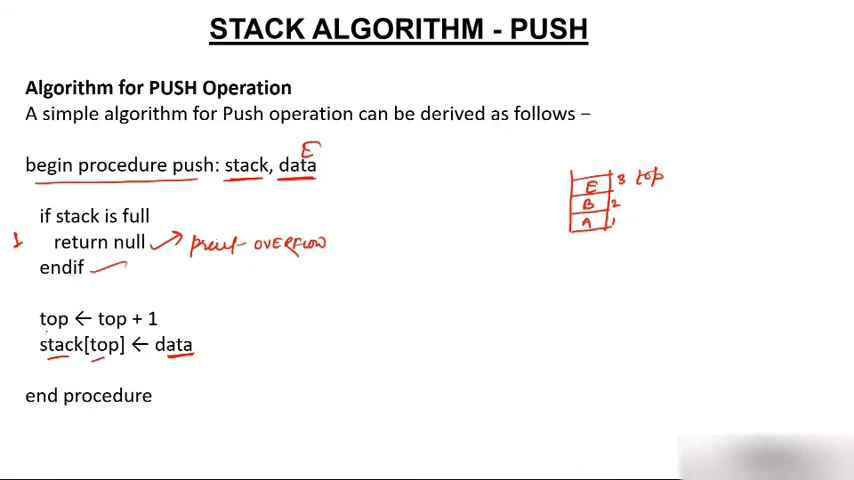 STACK ALGORITHM - PUSH
Algorithm for PUSH Operation
A simple algorithm for Push operation can be derived as follows –
E
begin procedure push: stack, data
if stack is full
1 return null print- OVERFLOW
endif
top ← top + 1
stack[top] ← data
end procedure
E 3 top
B 2
A 1